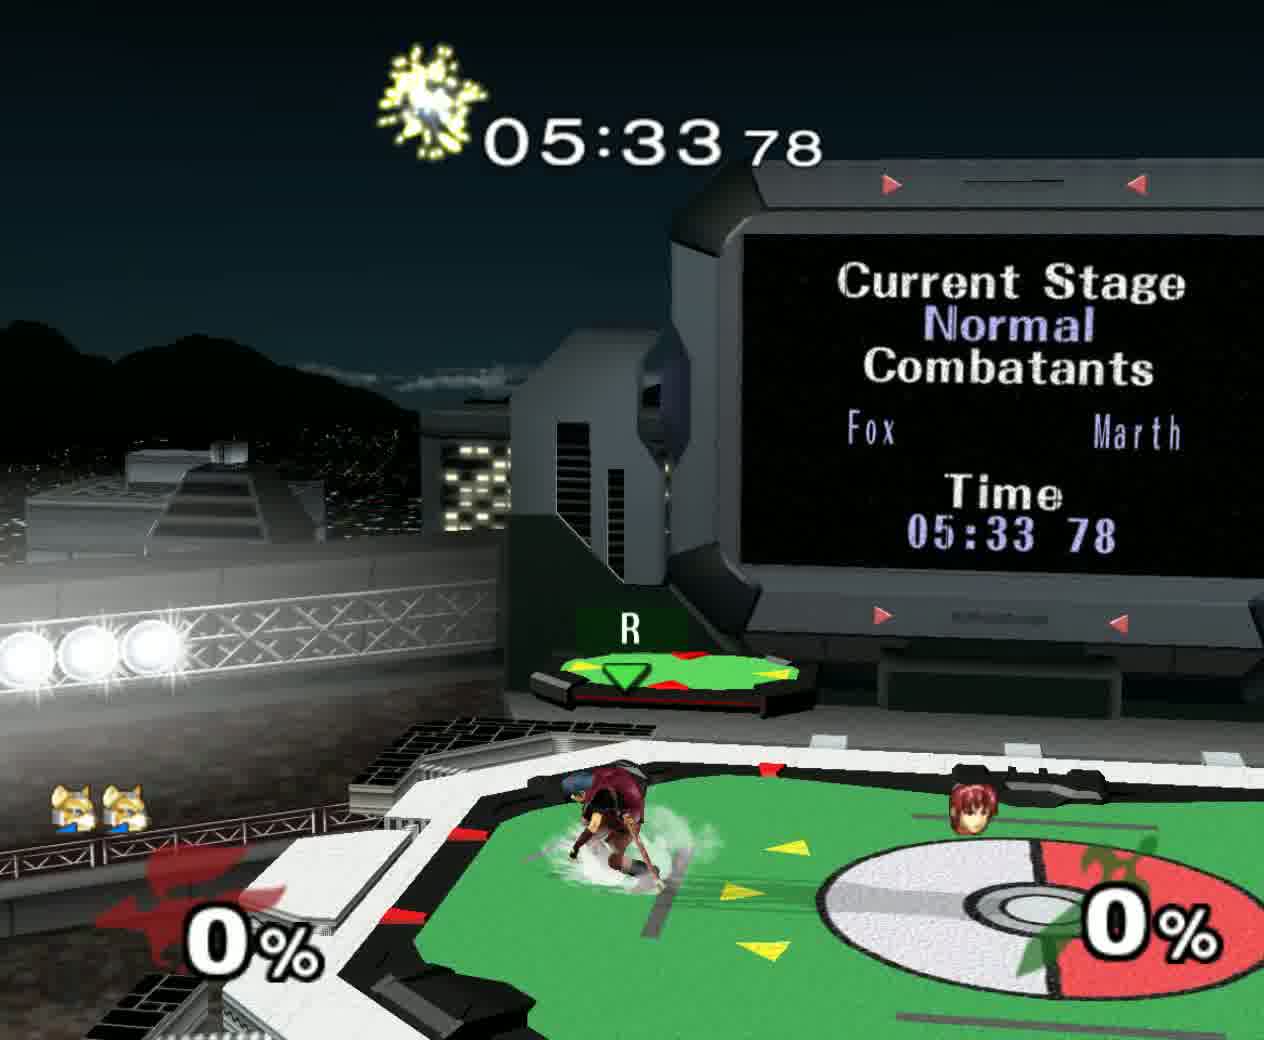 05:33 78
Current Stage
Normal
Combatants
Fox Marth
Time
05:33 78
R
0% 0%